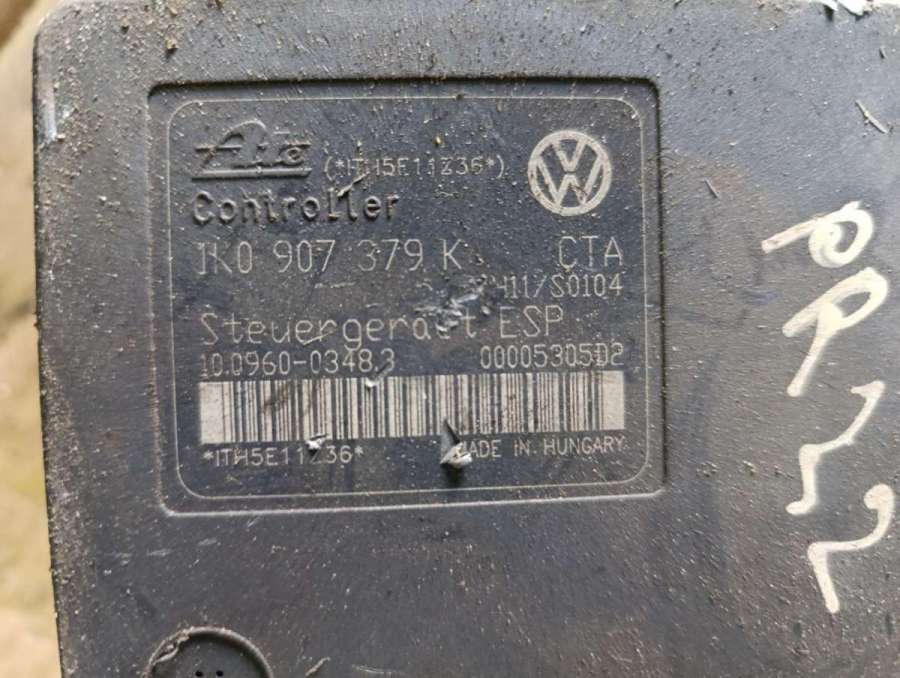 Ate (*ITH5E11Z36*)
Controller
1K0 907 379 K CTA
H11/S0104
Steuergeraet ESP
10.0960-0348.3 00005305D2
*ITH5E11Z36* MADE IN HUNGARY